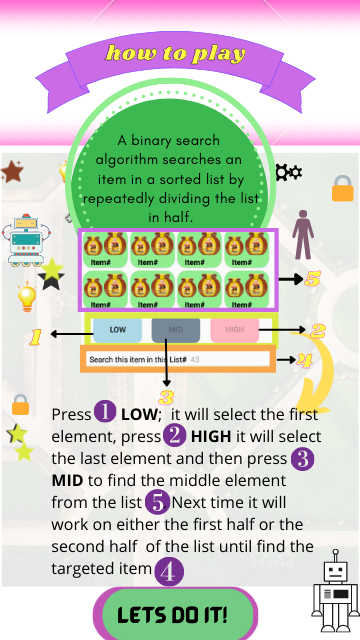 how to play
A binary search
algorithm searches an
item in a sorted list by
repeatedly dividing the list
in half.
Item# Item# Item# Item#
Item# Item# Item# Item#
5
1 LOW MID HIGH 2
Search this item in this List# 43 4
3
Press 1 LOW; it will select the first
element, press 2 HIGH it will select
the last element and then press 3
MID to find the middle element
from the list 5. Next time it will
work on either the first half or the
second half of the list until find the
targeted item 4
LETS DO IT!